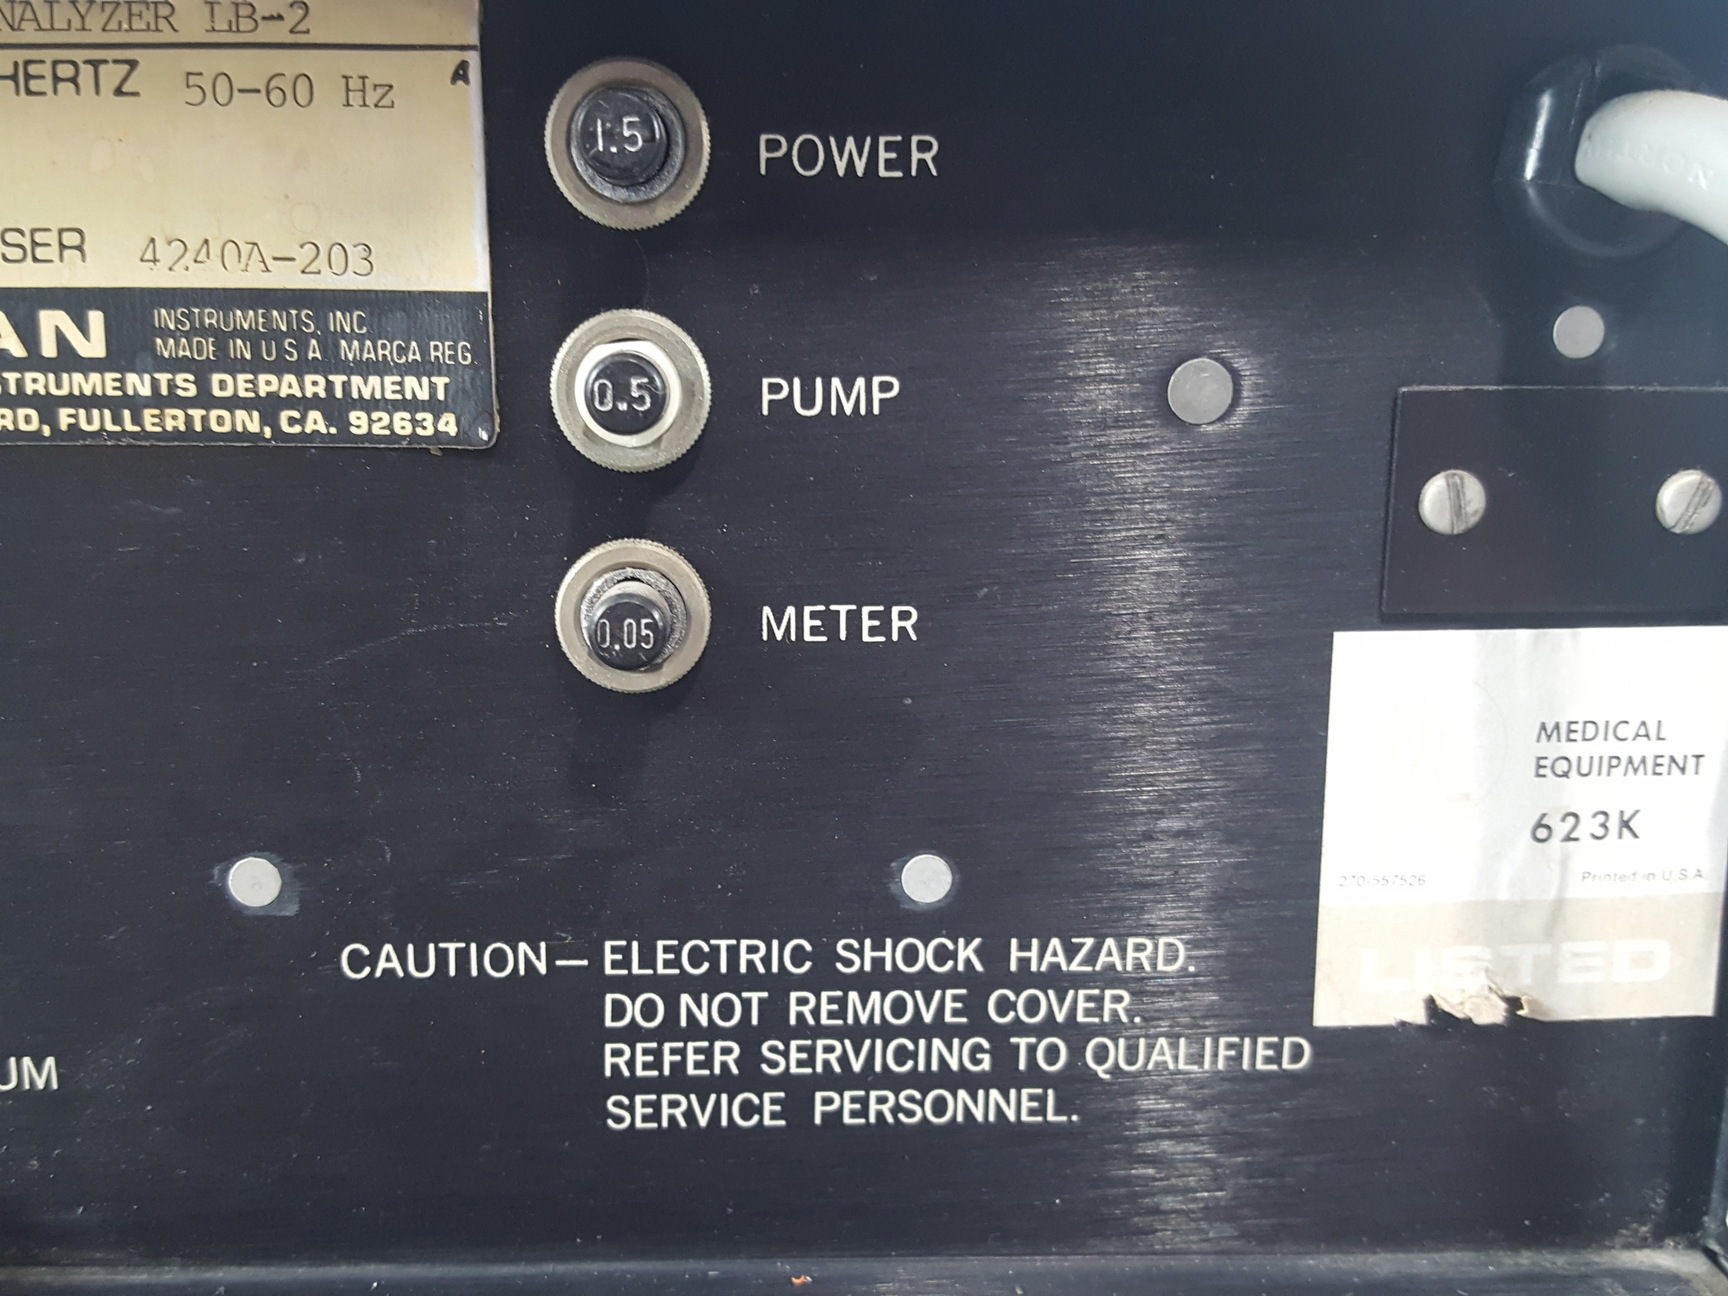 NALYZER LB-2
HERTZ 50-60 Hz A
SER 4240A-203
AN INSTRUMENTS, INC.
MADE IN U S A MARCA REG.
STRUMENTS DEPARTMENT
RD, FULLERTON, CA. 92634
1.5 POWER
0.5 PUMP
0.05 METER
MEDICAL
EQUIPMENT
623K
270-557526 Printed in U.S.A.
LISTED
CAUTION— ELECTRIC SHOCK HAZARD.
DO NOT REMOVE COVER.
REFER SERVICING TO QUALIFIED
SERVICE PERSONNEL.
UM